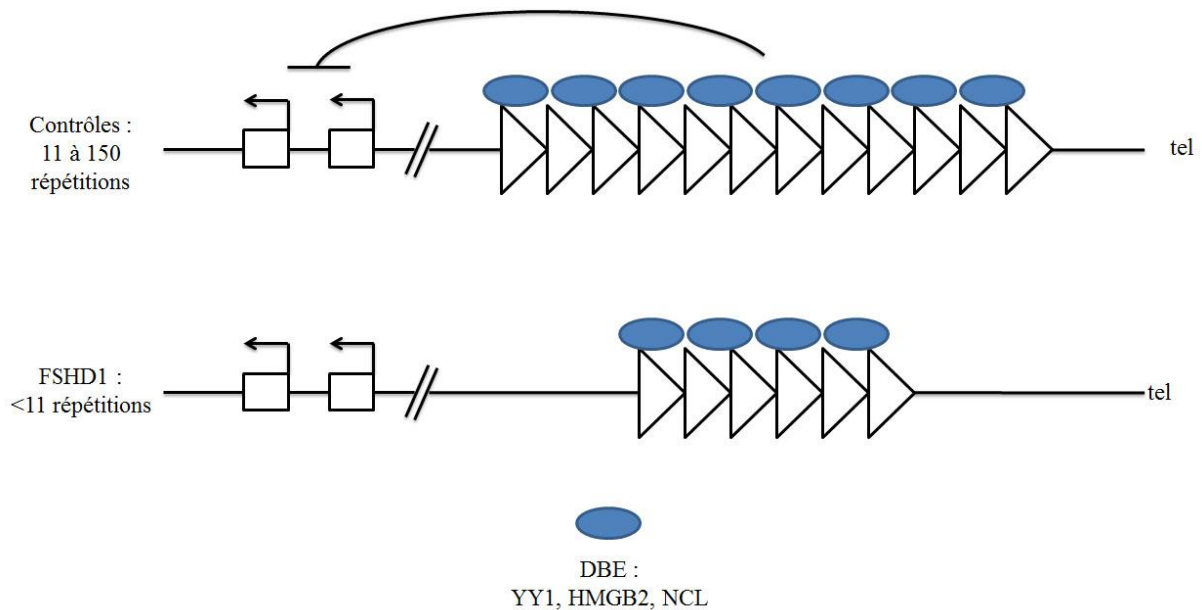 Contrôles :
11 à 150
répétitions
tel
FSHD1 :
<11 répétitions
tel
DBE :
YY1, HMGB2, NCL